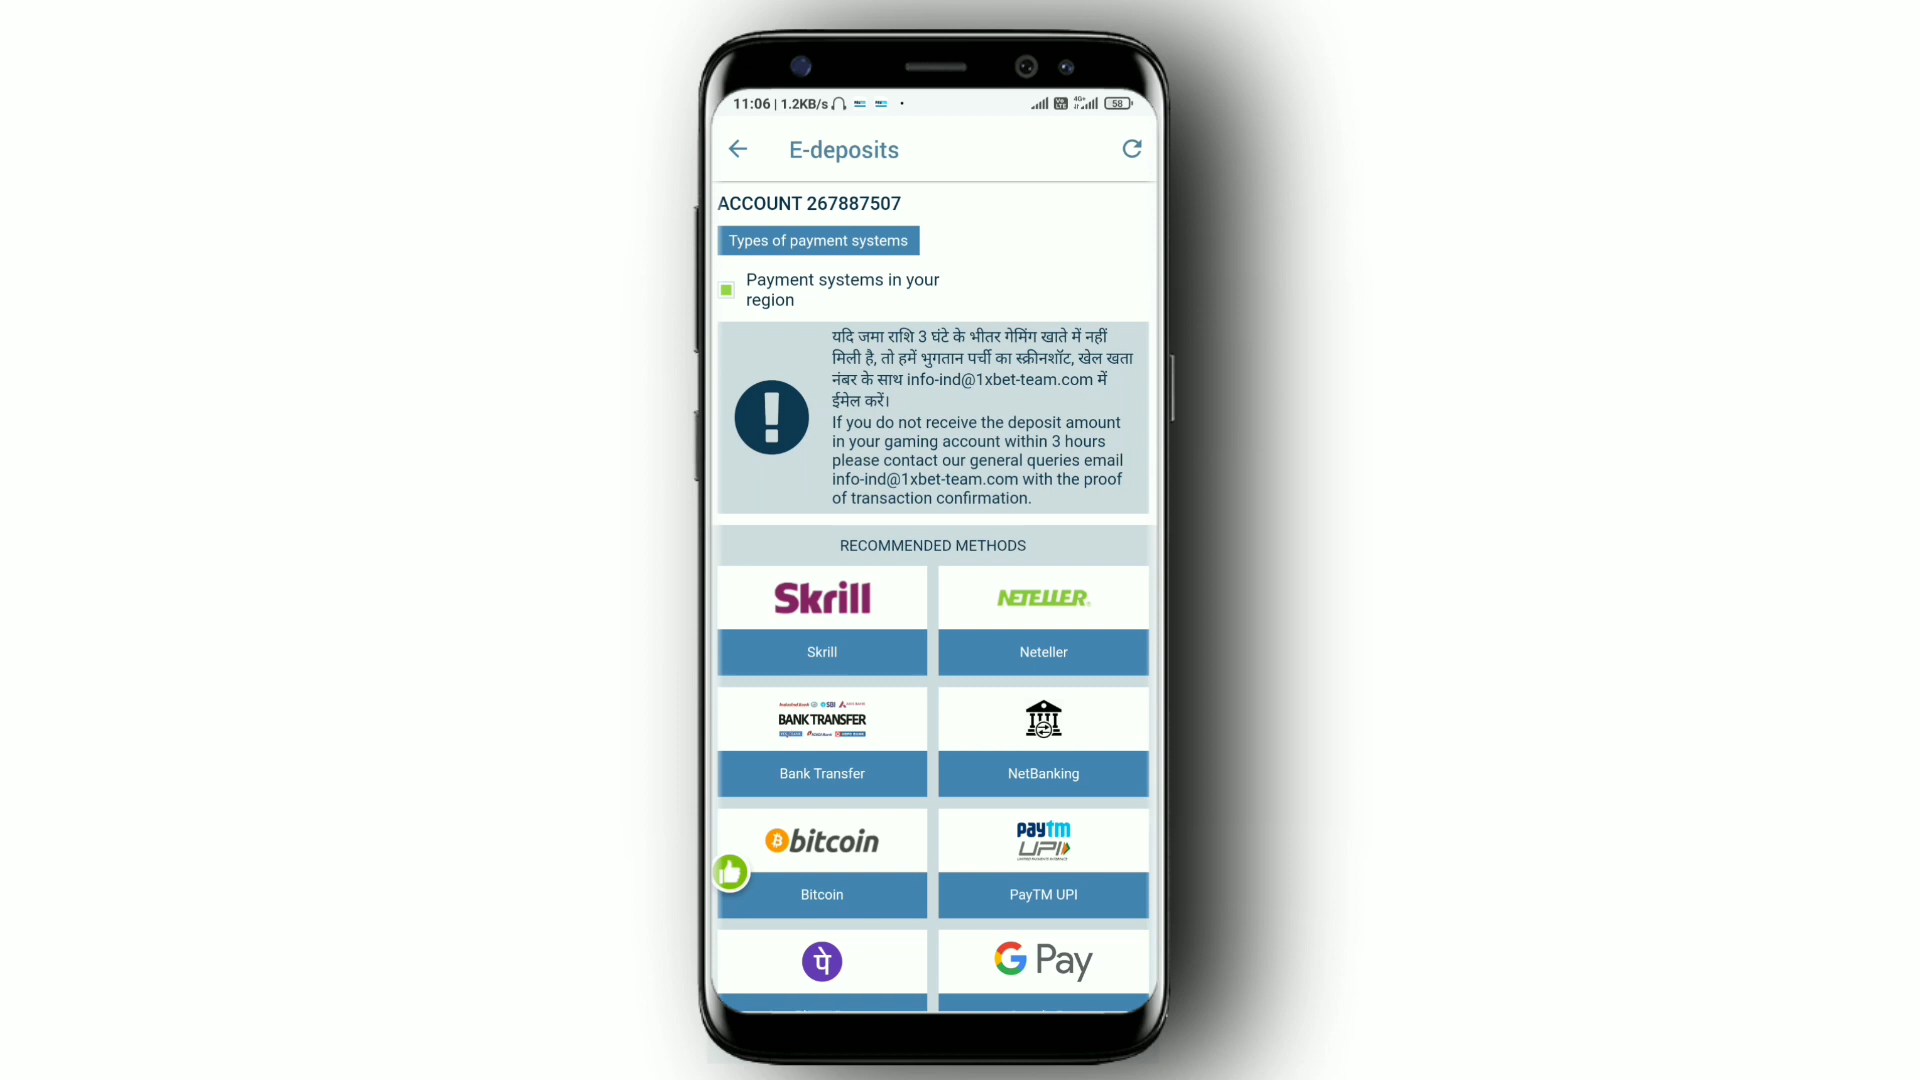 11:06 | 1.2KB/s
4G+
58
E-deposits
ACCOUNT 267887507
Types of payment systems
Payment systems in your
region
यदि जमा राशि 3 घंटे के भीतर गेमिंग खाते में नहीं
मिली है, तो हमें भुगतान पर्ची का स्क्रीनशॉट, खेल खता
नंबर के साथ info-ind@1xbet-team.com में
ईमेल करें।
If you do not receive the deposit amount
in your gaming account within 3 hours
please contact our general queries email
info-ind@1xbet-team.com with the proof
of transaction confirmation.
RECOMMENDED METHODS
Skrill
NETELLER
Skrill
Neteller
SBI
BANK TRANSFER
Bank Transfer
NetBanking
bitcoin
paytm
UPI
Bitcoin
PayTM UPI
पे
G Pay